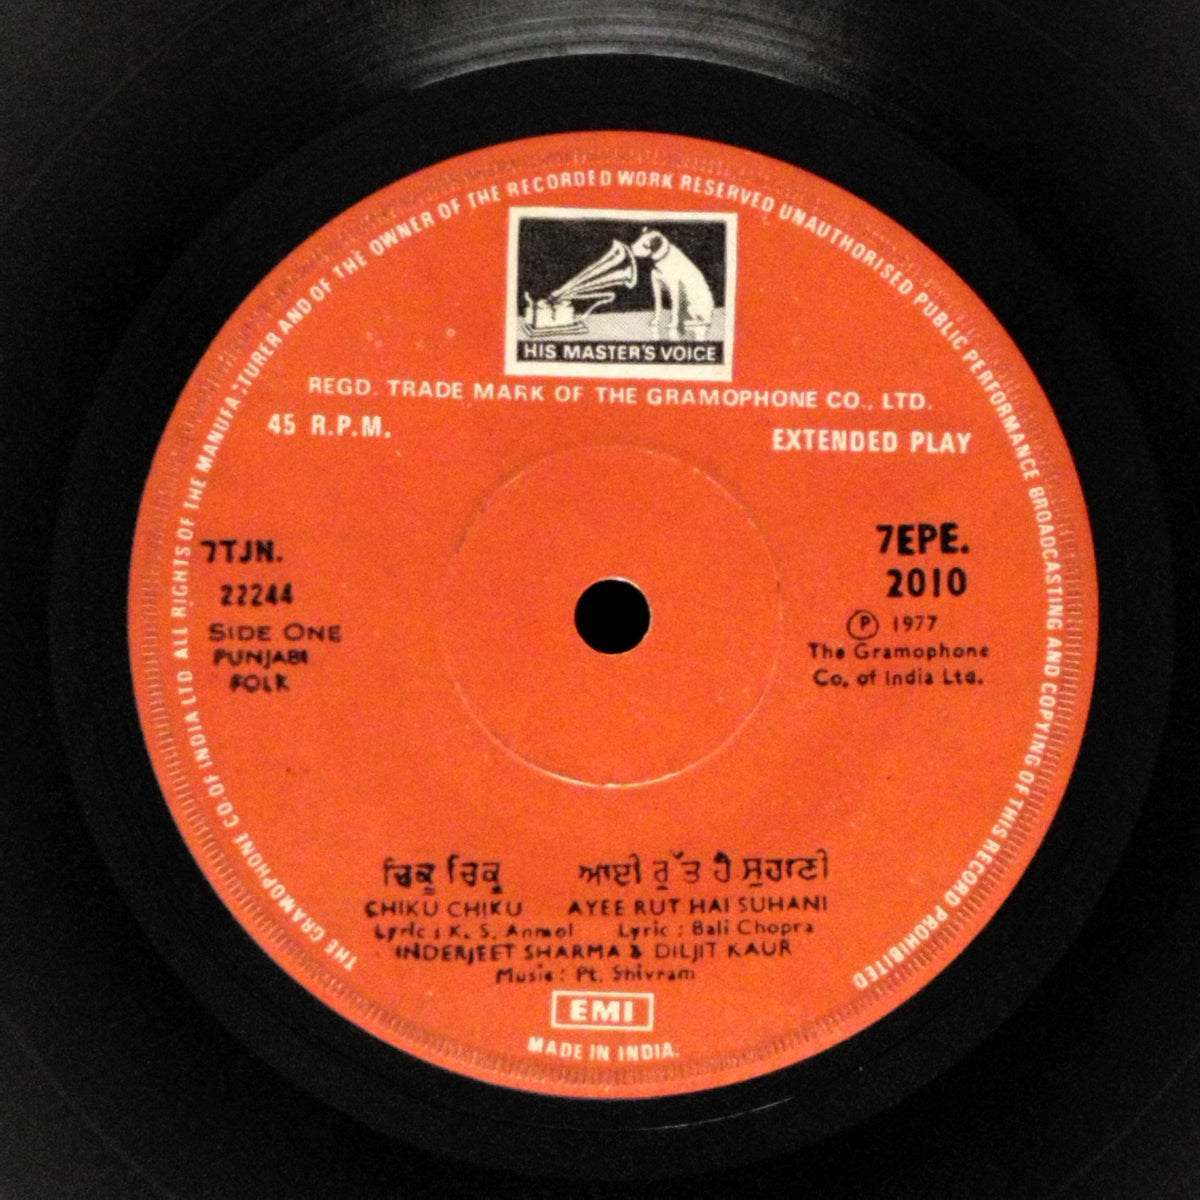 THE GRAMOPHONE CO. OF INDIA LTD ALL RIGHTS OF THE MANUFACTURER AND OF THE OWNER OF THE RECORDED WORK RESERVED UNAUTHORISED PUBLIC PERFORMANCE BROADCASTING AND COPYING OF THIS RECORD PROHIBITED
HIS MASTER'S VOICE
REGD. TRADE MARK OF THE GRAMOPHONE CO., LTD.
45 R.P.M. EXTENDED PLAY
7TJN. 7EPE.
22244 2010
SIDE ONE ℗ 1977
PUNJABI The Gramophone
FOLK Co. of India Ltd.
ਚਿਕੂ ਚਿਕੂ ਆਈ ਰੁੱਤ ਹੈ ਸੁਹਾਣੀ
CHIKU CHIKU AYEE RUT HAI SUHANI
Lyric : K. S. Anmol Lyric : Bali Chopra
INDERJEET SHARMA & DILJIT KAUR
Music : Pt. Shivram
EMI
MADE IN INDIA.